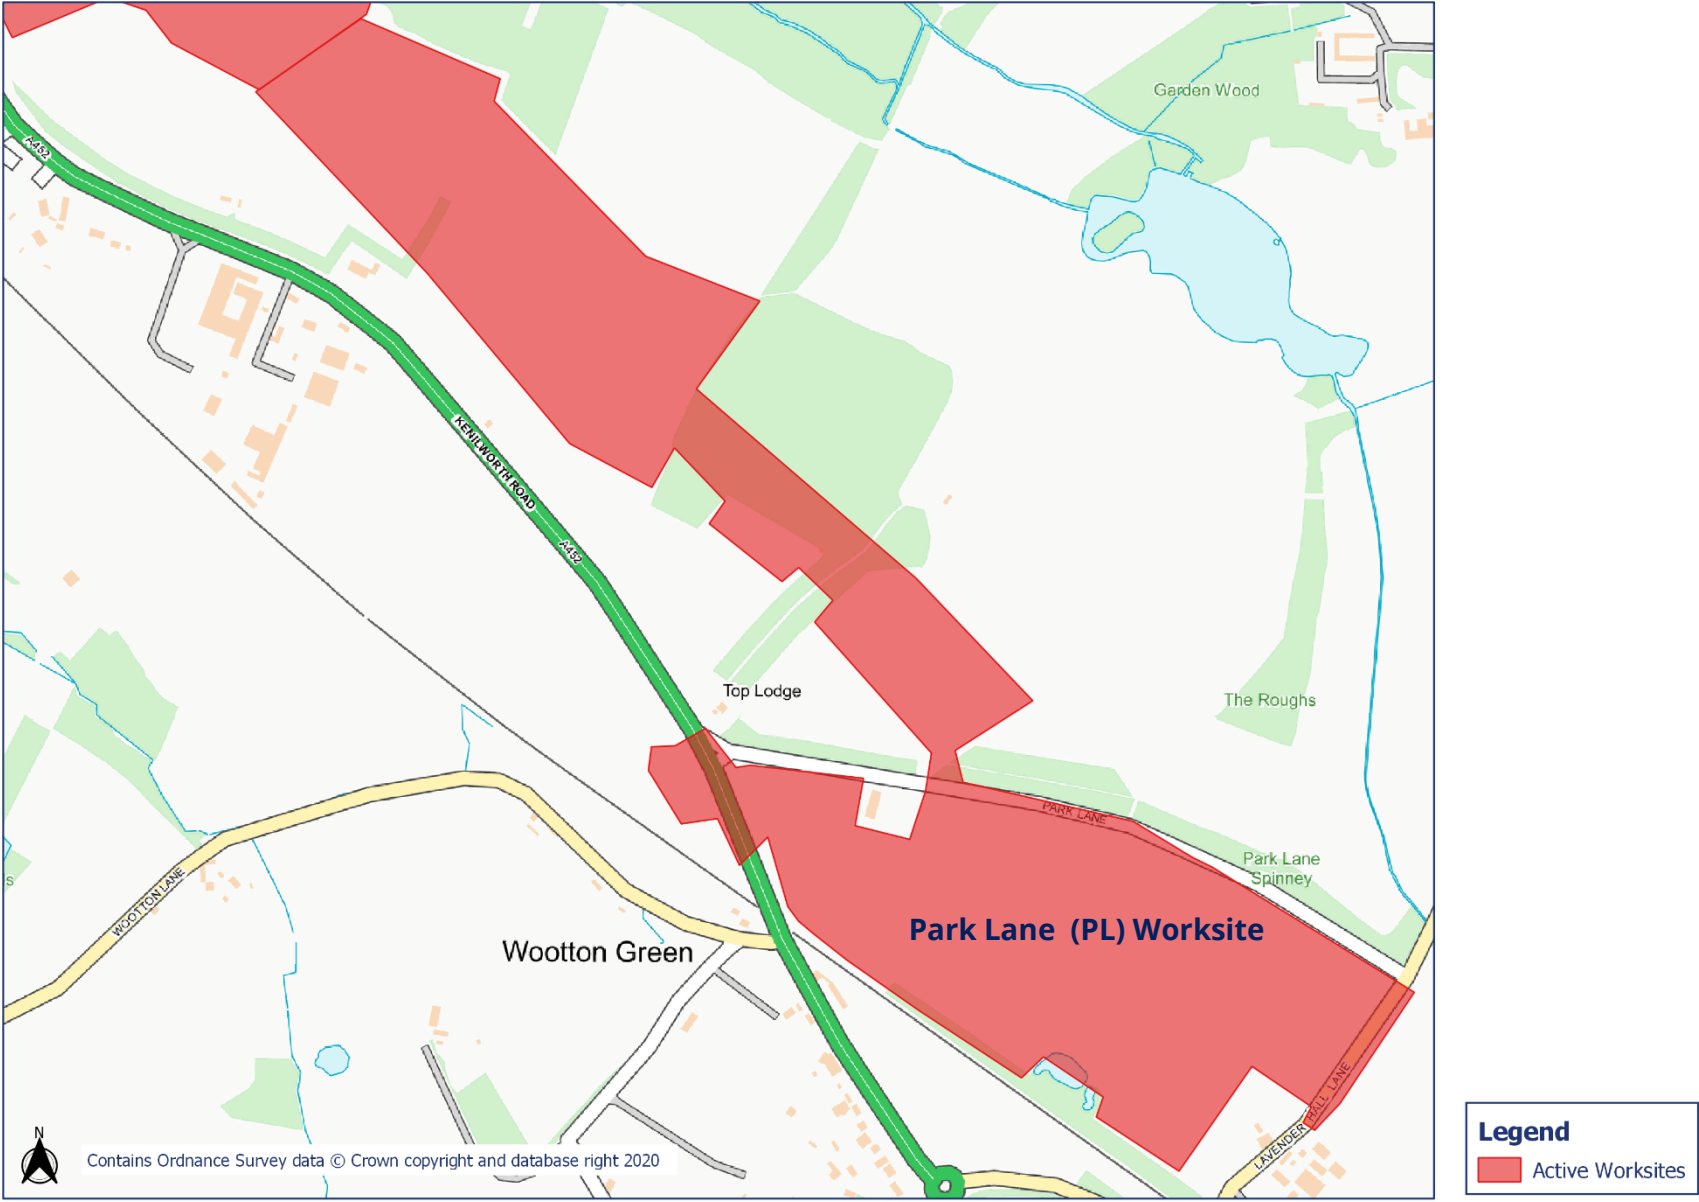 Garden Wood
A452
KENILWORTH ROAD
A452
Top Lodge
The Roughs
PARK LANE
Park Lane
Spinney
s
WOOTTON LANE
Park Lane (PL) Worksite
Wootton Green
LAVENDER HALL LANE
N
Contains Ordnance Survey data © Crown copyright and database right 2020
Legend
Active Worksites